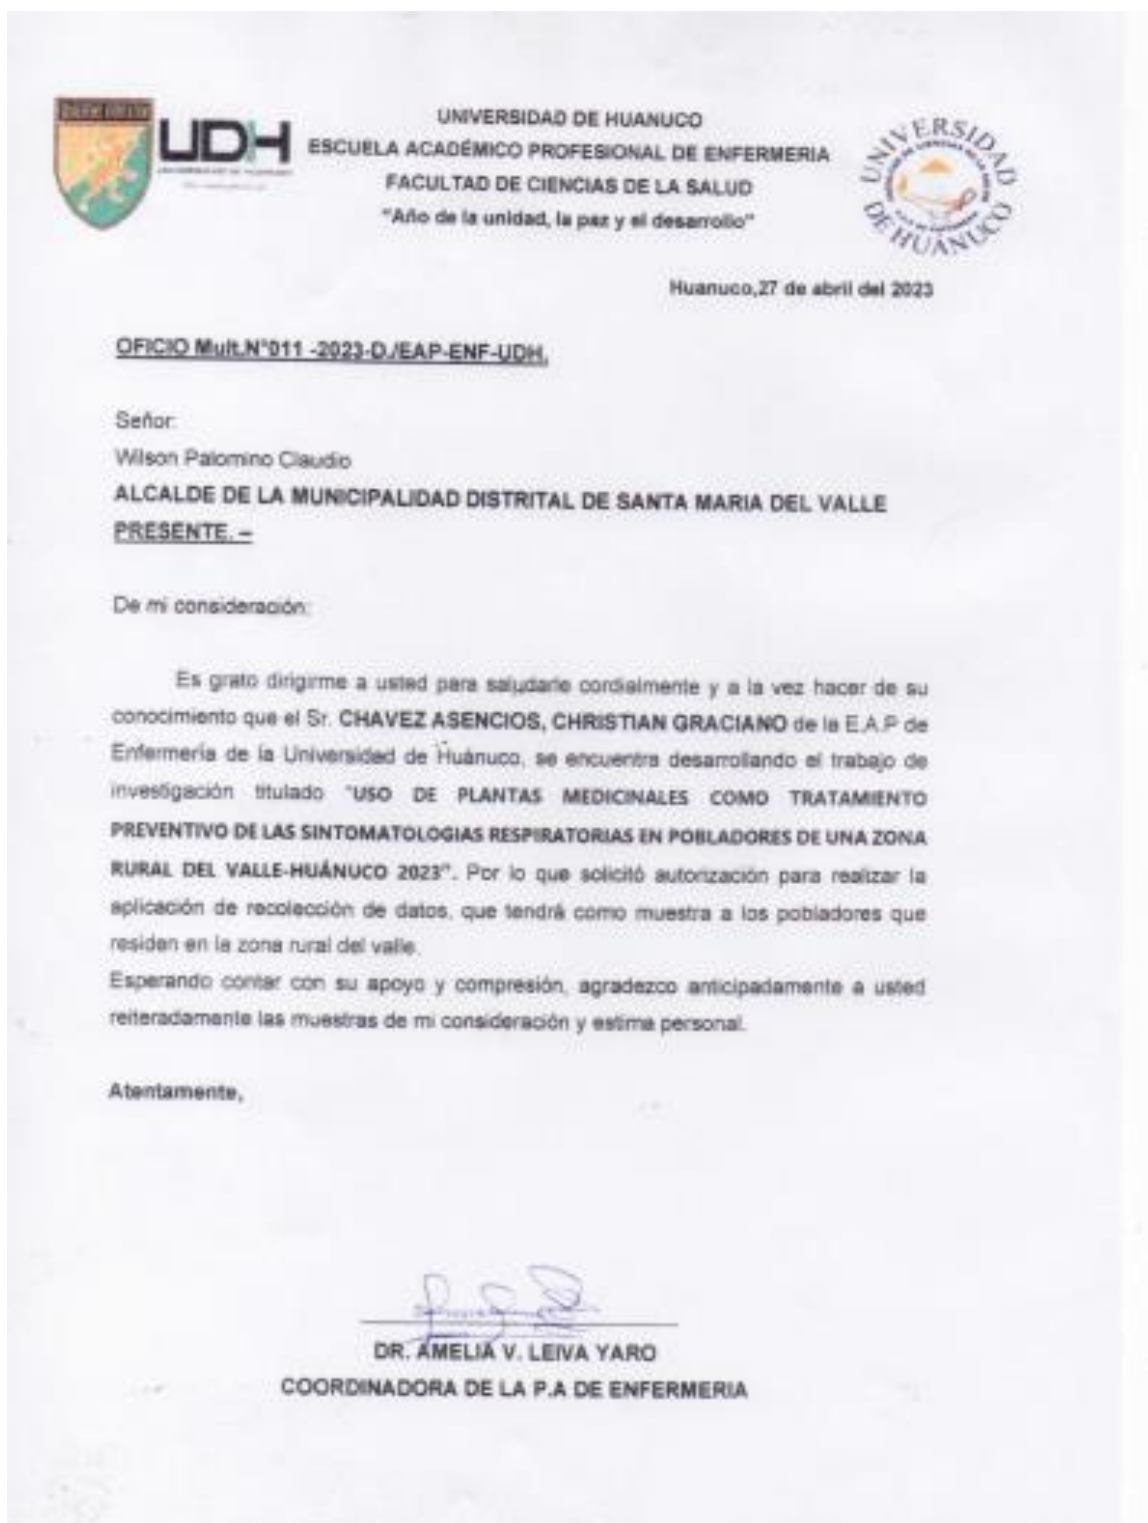 UNIVERSIDAD DE HUANUCO
ESCUELA ACADÉMICO PROFESIONAL DE ENFERMERIA
FACULTAD DE CIENCIAS DE LA SALUD
"Año de la unidad, la paz y el desarrollo"
UDH
UNIVERSIDAD DE HUÁNUCO
Huanuco,27 de abril del 2023
OFICIO Mult.N°011 -2023-D./EAP-ENF-UDH.
Señor:
Wilson Palomino Claudio
ALCALDE DE LA MUNICIPALIDAD DISTRITAL DE SANTA MARIA DEL VALLE
PRESENTE. –
De mi consideración:
Es grato dirigirme a usted para saludarle cordialmente y a la vez hacer de su
conocimiento que el Sr. CHAVEZ ASENCIOS, CHRISTIAN GRACIANO de la E.A.P de
Enfermería de la Universidad de Huánuco, se encuentra desarrollando el trabajo de
investigación titulado "USO DE PLANTAS MEDICINALES COMO TRATAMIENTO
PREVENTIVO DE LAS SINTOMATOLOGIAS RESPIRATORIAS EN POBLADORES DE UNA ZONA
RURAL DEL VALLE-HUÁNUCO 2023". Por lo que solicitó autorización para realizar la
aplicación de recolección de datos, que tendrá como muestra a los pobladores que
residen en la zona rural del valle.
Esperando contar con su apoyo y compresión, agradezco anticipadamente a usted
reiteradamente las muestras de mi consideración y estima personal.
Atentamente,
DR. AMELIA V. LEIVA YARO
COORDINADORA DE LA P.A DE ENFERMERIA